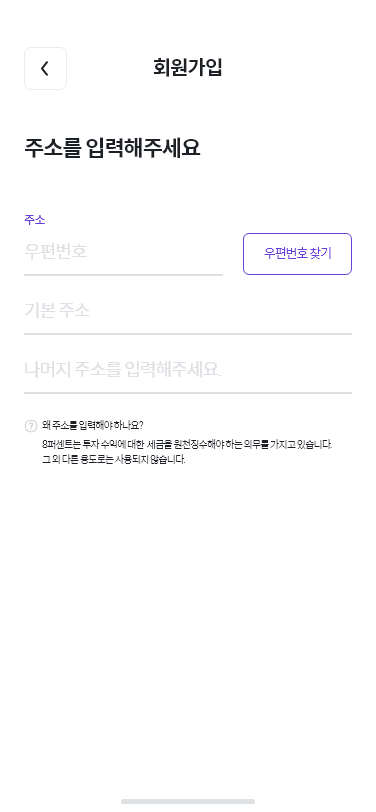 회원가입
주소를 입력해주세요
주소
우편번호
우편번호 찾기
기본 주소
나머지 주소를 입력해주세요.
왜 주소를 입력해야 하나요?
8퍼센트는 투자 수익에 대한 세금을 원천징수해야 하는 의무를 가지고 있습니다.
그 외 다른 용도로는 사용되지 않습니다.